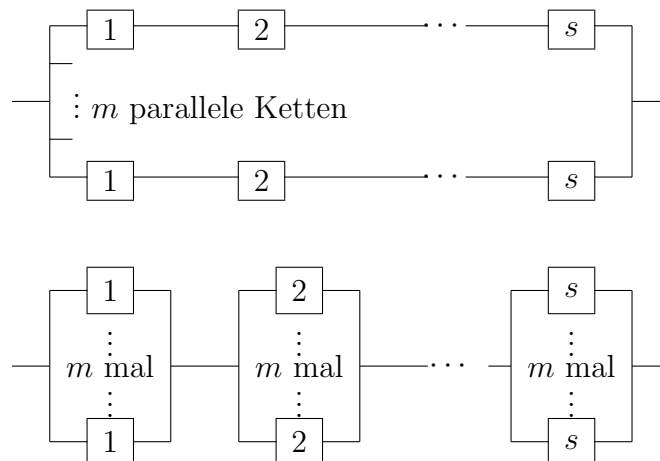 1 2 ··· s
⋮ m parallele Ketten
1 2 ··· s
1 2 s
⋮ ⋮ ⋮
m mal m mal ··· m mal
⋮ ⋮ ⋮
1 2 s